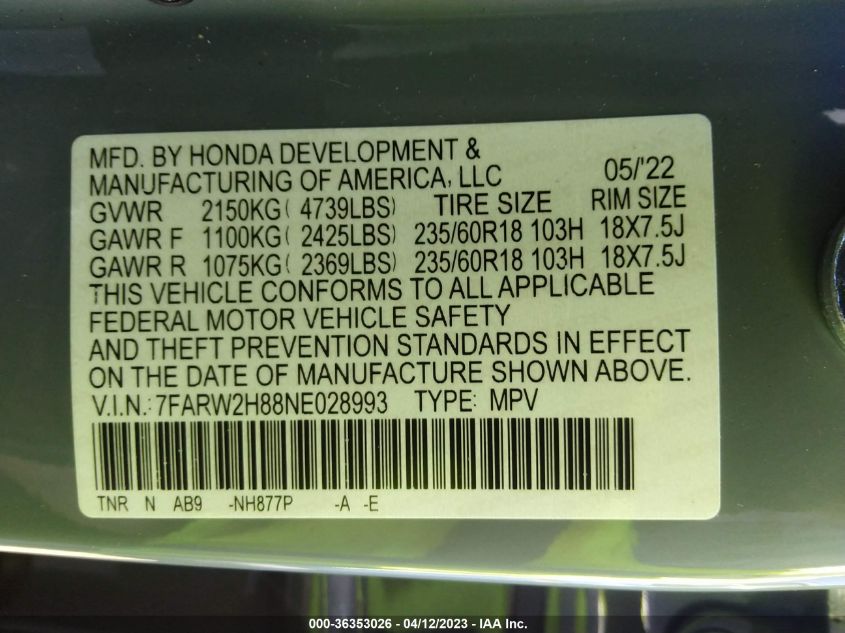 MFD. BY HONDA DEVELOPMENT &
MANUFACTURING OF AMERICA, LLC 05/'22
GVWR 2150KG( 4739LBS) TIRE SIZE RIM SIZE
GAWR F 1100KG( 2425LBS) 235/60R18 103H 18X7.5J
GAWR R 1075KG( 2369LBS) 235/60R18 103H 18X7.5J
THIS VEHICLE CONFORMS TO ALL APPLICABLE
FEDERAL MOTOR VEHICLE SAFETY
AND THEFT PREVENTION STANDARDS IN EFFECT
ON THE DATE OF MANUFACTURE SHOWN ABOVE.
V.I.N.: 7FARW2H88NE028993 TYPE: MPV
TNR N AB9 -NH877P -A -E
000-36353026 - 04/12/2023 - IAAI.com